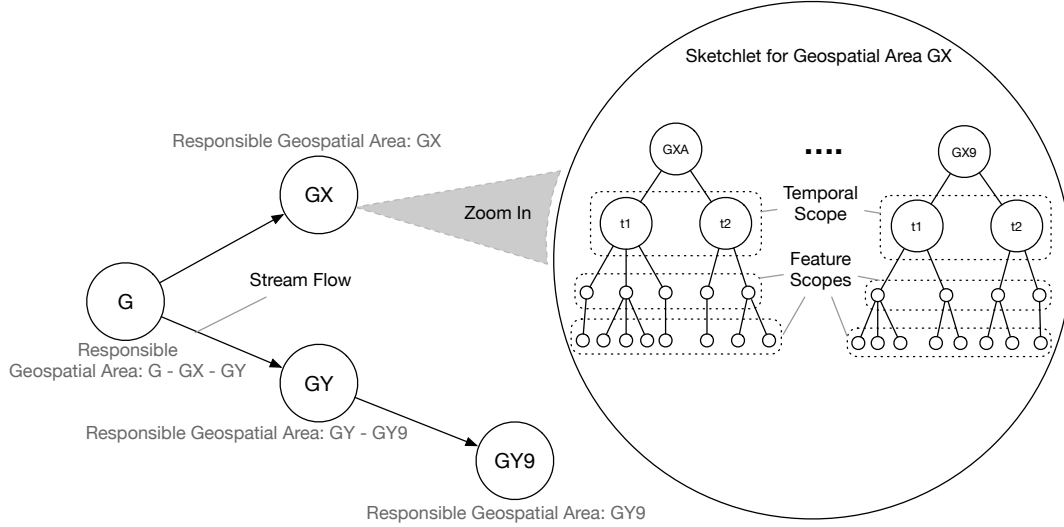 Sketchlet for Geospatial Area GX
Responsible Geospatial Area: GX
GX
Zoom In
G
Stream Flow
Responsible
Geospatial Area: G - GX - GY
GY
Responsible Geospatial Area: GY - GY9
GY9
Responsible Geospatial Area: GY9
GXA
....
GX9
Temporal
Scope
t1
t2
t1
t2
Feature
Scopes